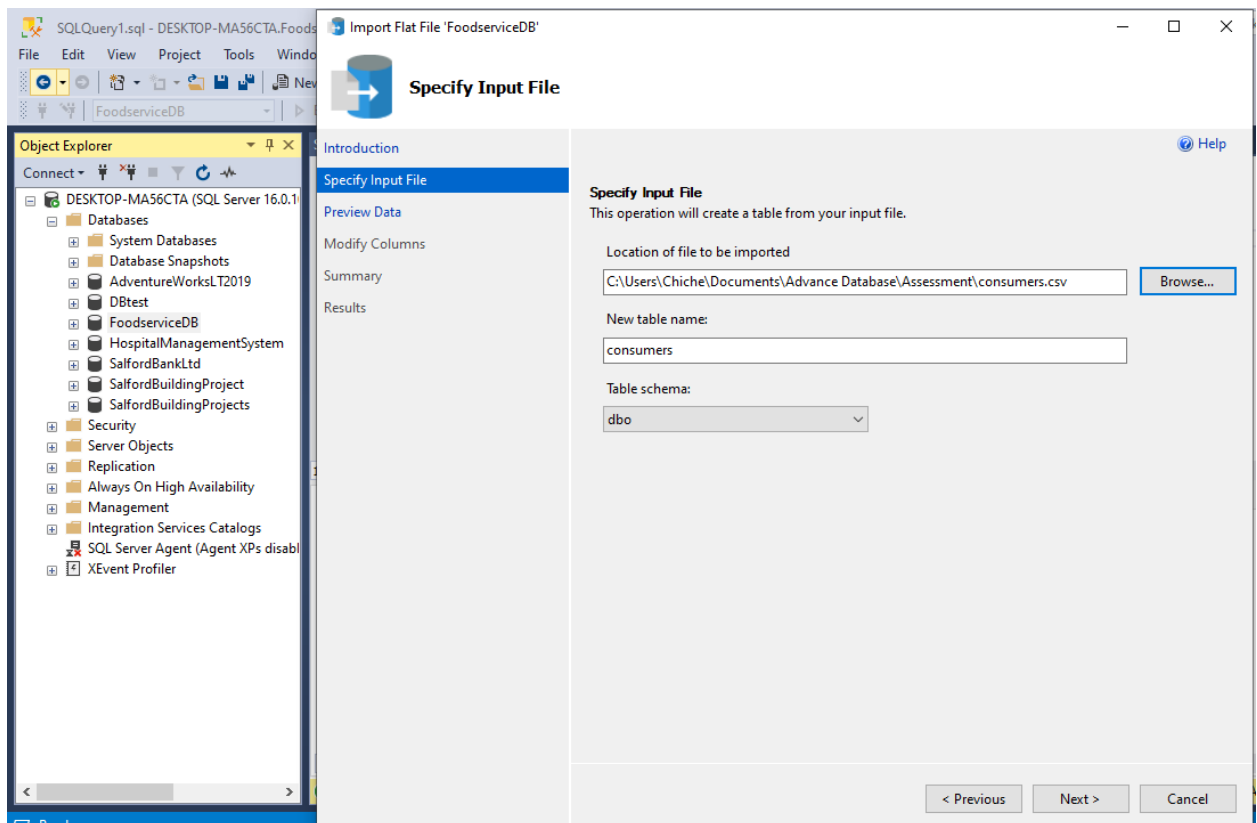 SQLQuery1.sql - DESKTOP-MA56CTA.Foods
File Edit View Project Tools Windo
New
FoodserviceDB
Object Explorer
Connect
DESKTOP-MA56CTA (SQL Server 16.0.1
Databases
System Databases
Database Snapshots
AdventureWorksLT2019
DBtest
FoodserviceDB
HospitalManagementSystem
SalfordBankLtd
SalfordBuildingProject
SalfordBuildingProjects
Security
Server Objects
Replication
Always On High Availability
Management
Integration Services Catalogs
SQL Server Agent (Agent XPs disabl
XEvent Profiler
Import Flat File 'FoodserviceDB'
Specify Input File
Introduction
Specify Input File
Preview Data
Modify Columns
Summary
Results
Help
Specify Input File
This operation will create a table from your input file.
Location of file to be imported
C:\Users\Chiche\Documents\Advance Database\Assessment\consumers.csv Browse...
New table name:
consumers
Table schema:
dbo
< Previous Next > Cancel